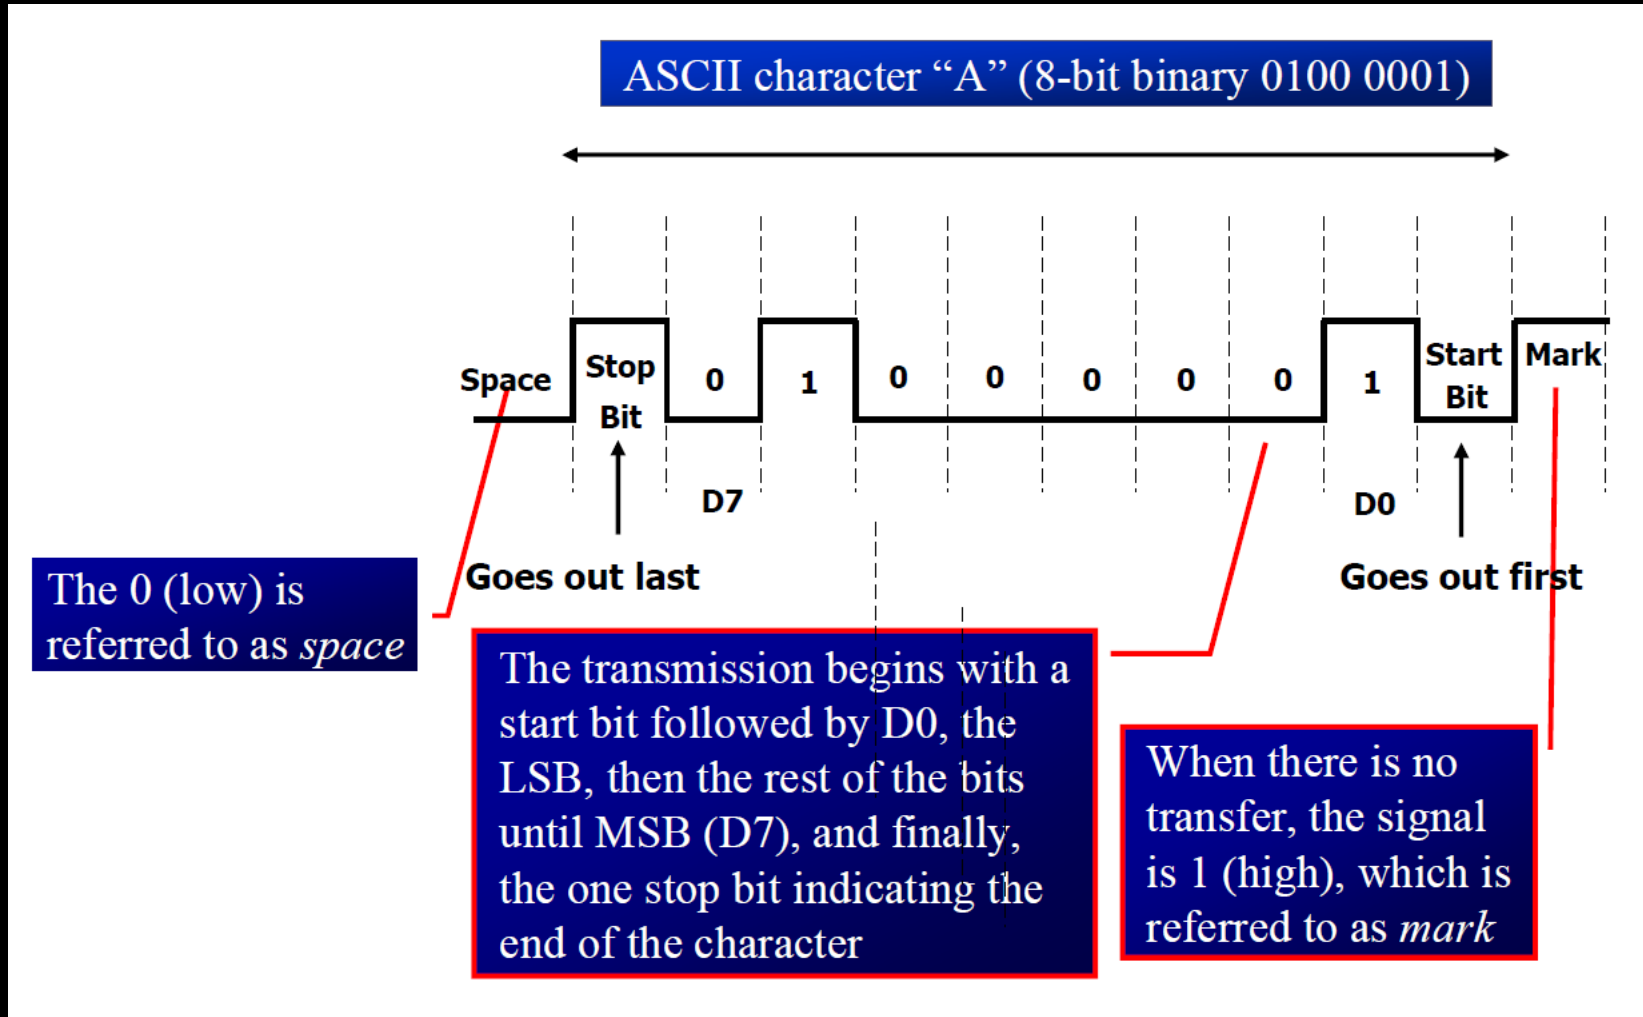 ASCII character “A” (8-bit binary 0100 0001)
Space
Stop
Bit
0
1
0
0
0
0
0
1
Start
Bit
Mark
D7
D0
Goes out last
Goes out first
The 0 (low) is
referred to as space
The transmission begins with a
start bit followed by D0, the
LSB, then the rest of the bits
until MSB (D7), and finally,
the one stop bit indicating the
end of the character
When there is no
transfer, the signal
is 1 (high), which is
referred to as mark